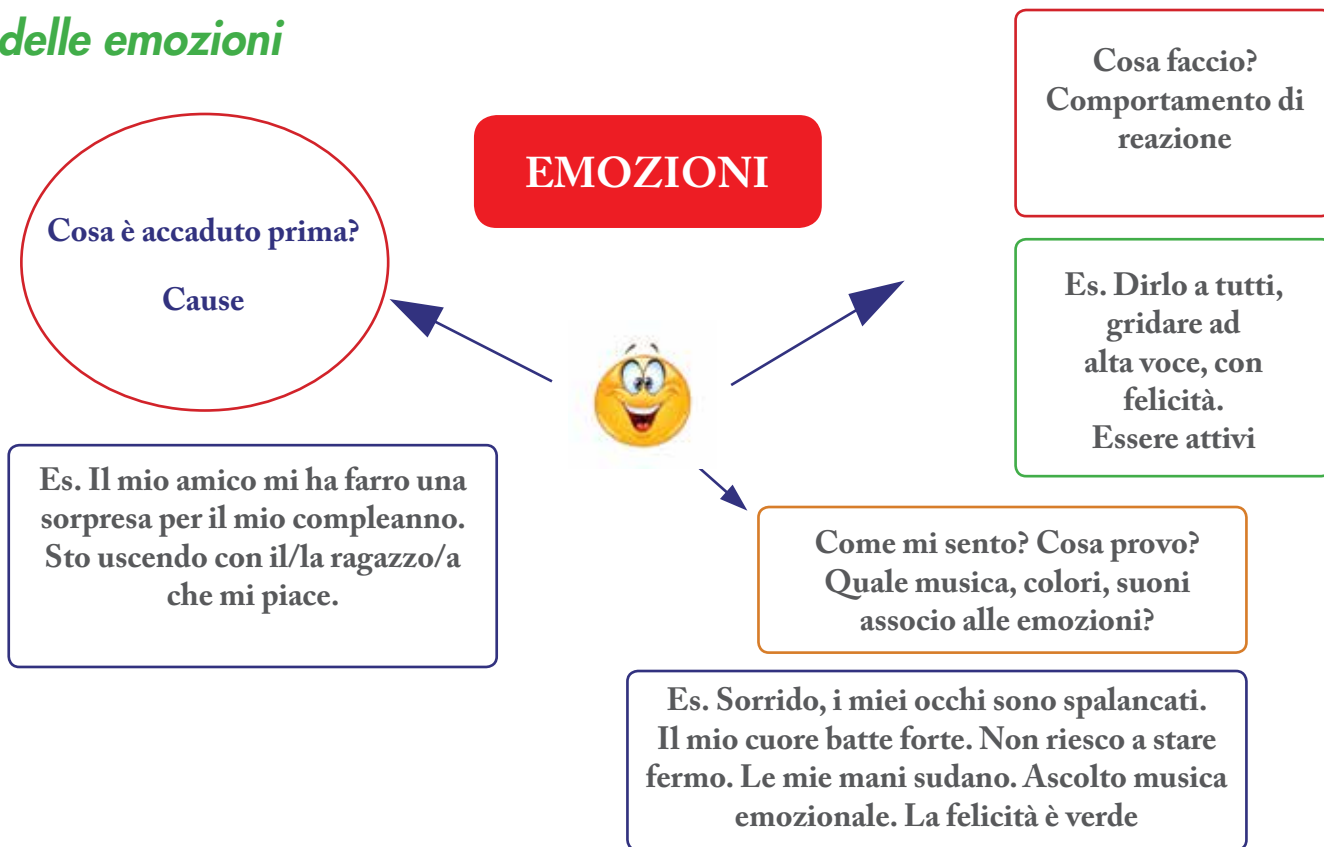 delle emozioni
EMOZIONI
Cosa è accaduto prima?
Cause
Es. Il mio amico mi ha farro una
sorpresa per il mio compleanno.
Sto uscendo con il/la ragazzo/a
che mi piace.
Cosa faccio?
Comportamento di
reazione
Es. Dirlo a tutti,
gridare ad
alta voce, con
felicità.
Essere attivi
Come mi sento? Cosa provo?
Quale musica, colori, suoni
associo alle emozioni?
Es. Sorrido, i miei occhi sono spalancati.
Il mio cuore batte forte. Non riesco a stare
fermo. Le mie mani sudano. Ascolto musica
emozionale. La felicità è verde